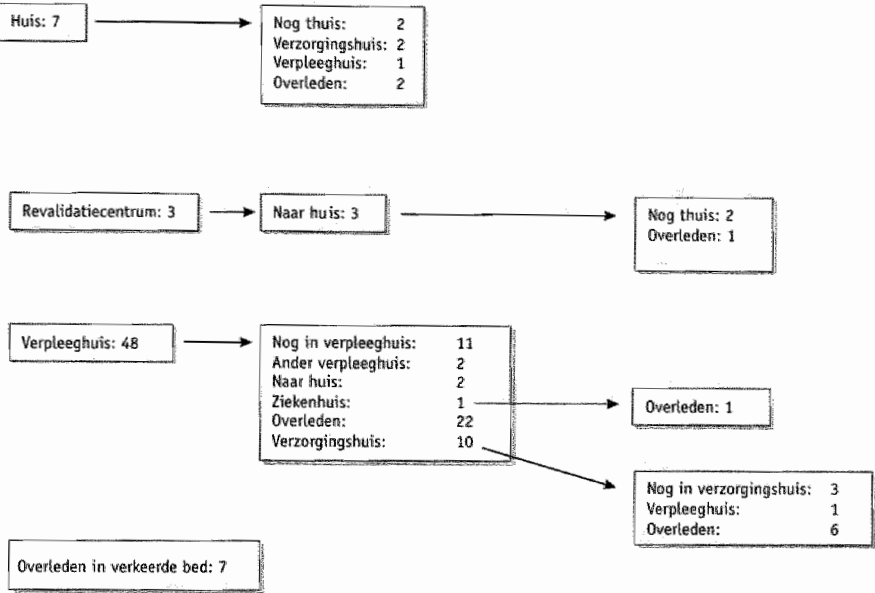 Huis: 7
Nog thuis: 2
Verzorgingshuis: 2
Verpleeghuis: 1
Overleden: 2
Revalidatiecentrum: 3
Naar huis: 3
Nog thuis: 2
Overleden: 1
Verpleeghuis: 48
Nog in verpleeghuis: 11
Ander verpleeghuis: 2
Naar huis: 2
Ziekenhuis: 1
Overleden: 22
Verzorgingshuis: 10
Overleden: 1
Nog in verzorgingshuis: 3
Verpleeghuis: 1
Overleden: 6
Overleden in verkeerde bed: 7